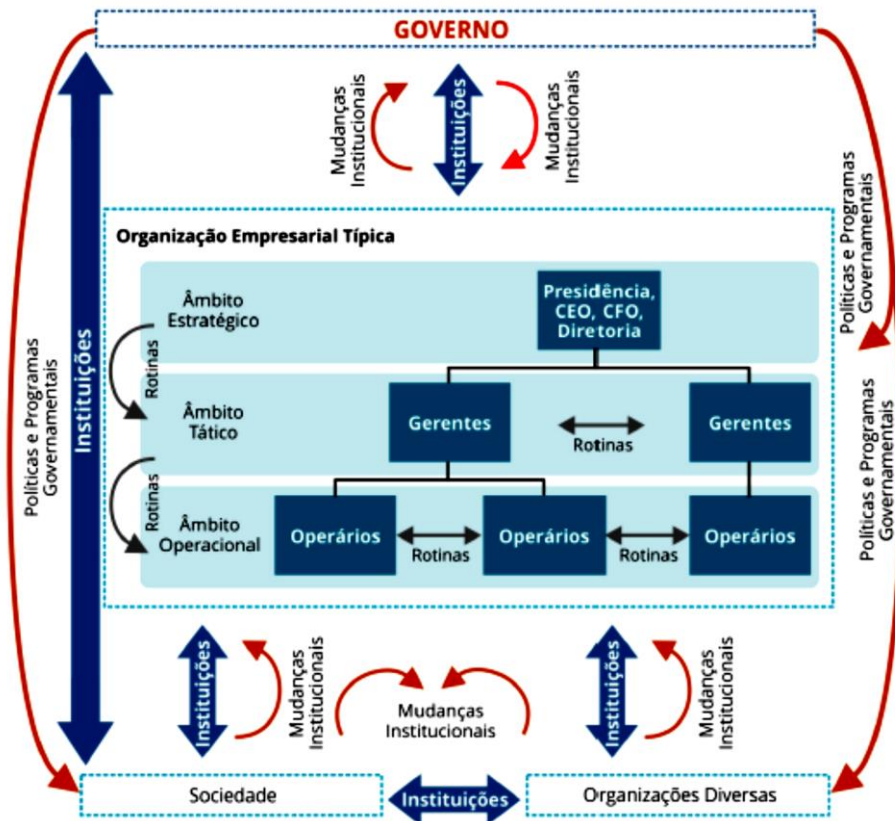 GOVERNO
Mudanças
Institucionais
Instituições
Mudanças
Institucionais
Políticas e Programas
Governamentais
Instituições
Políticas e Programas
Governamentais
Organização Empresarial Típica
Âmbito
Estratégico
Presidência,
CEO, CFO,
Diretoria
Rotinas
Âmbito
Tático
Gerentes
Rotinas
Gerentes
Rotinas
Âmbito
Operacional
Operários
Rotinas
Operários
Rotinas
Operários
Políticas e Programas
Governamentais
Instituições
Mudanças
Institucionais
Mudanças
Institucionais
Instituições
Mudanças
Institucionais
Sociedade
Instituições
Organizações Diversas